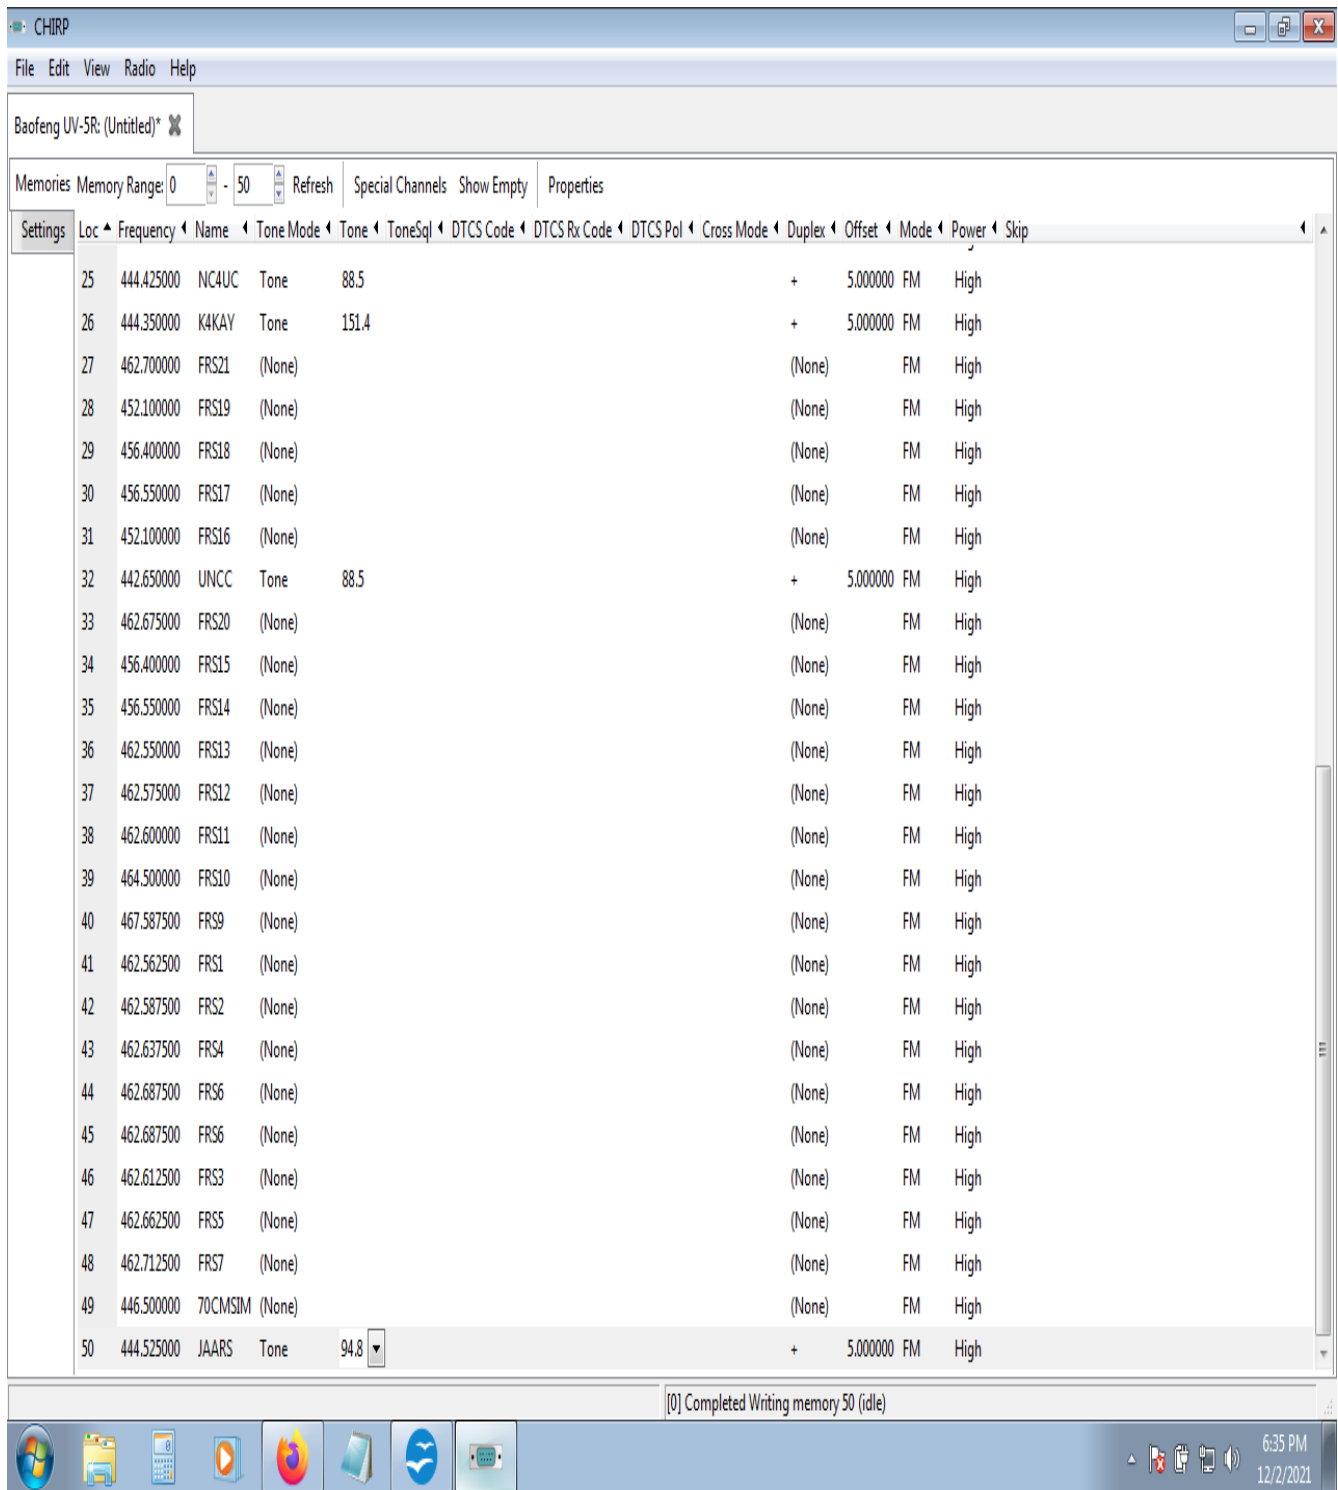 CHIRP
File Edit View Radio Help
Baofeng UV-5R: (Untitled)*
Memories Memory Range: 0 - 50 Refresh Special Channels Show Empty Properties
Settings Loc Frequency Name Tone Mode Tone ToneSql DTCS Code DTCS Rx Code DTCS Pol Cross Mode Duplex Offset Mode Power Skip
25 444.425000 NC4UC Tone 88.5 + 5.000000 FM High
26 444.350000 K4KAY Tone 151.4 + 5.000000 FM High
27 462.700000 FRS21 (None) (None) FM High
28 452.100000 FRS19 (None) (None) FM High
29 456.400000 FRS18 (None) (None) FM High
30 456.550000 FRS17 (None) (None) FM High
31 452.100000 FRS16 (None) (None) FM High
32 442.650000 UNCC Tone 88.5 + 5.000000 FM High
33 462.675000 FRS20 (None) (None) FM High
34 456.400000 FRS15 (None) (None) FM High
35 456.550000 FRS14 (None) (None) FM High
36 462.550000 FRS13 (None) (None) FM High
37 462.575000 FRS12 (None) (None) FM High
38 462.600000 FRS11 (None) (None) FM High
39 464.500000 FRS10 (None) (None) FM High
40 467.587500 FRS9 (None) (None) FM High
41 462.562500 FRS1 (None) (None) FM High
42 462.587500 FRS2 (None) (None) FM High
43 462.637500 FRS4 (None) (None) FM High
44 462.687500 FRS6 (None) (None) FM High
45 462.687500 FRS6 (None) (None) FM High
46 462.612500 FRS3 (None) (None) FM High
47 462.662500 FRS5 (None) (None) FM High
48 462.712500 FRS7 (None) (None) FM High
49 446.500000 70CMSIM (None) (None) FM High
50 444.525000 JAARS Tone 94.8 + 5.000000 FM High
[0] Completed Writing memory 50 (idle)
6:35 PM
12/2/2021